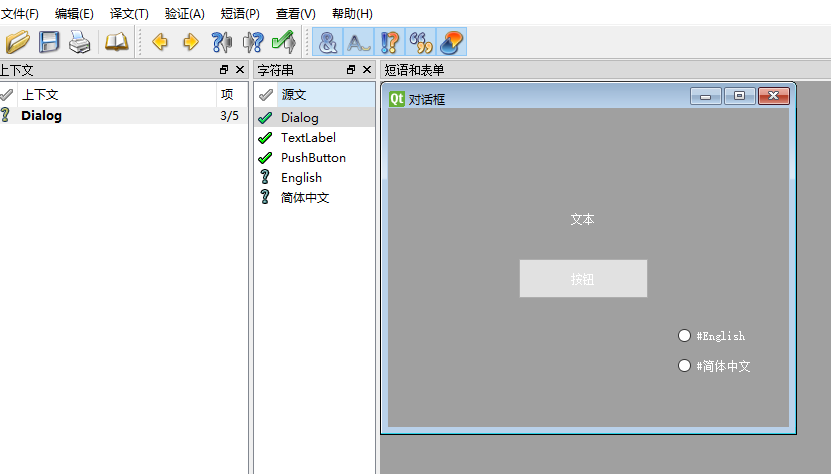 文件(F) 编辑(E) 译文(T) 验证(A) 短语(P) 查看(V) 帮助(H)
上下文
上下文 项
Dialog 3/5
字符串
源文
Dialog
TextLabel
PushButton
English
简体中文
短语和表单
Qt 对话框
文本
按钮
#English
#简体中文